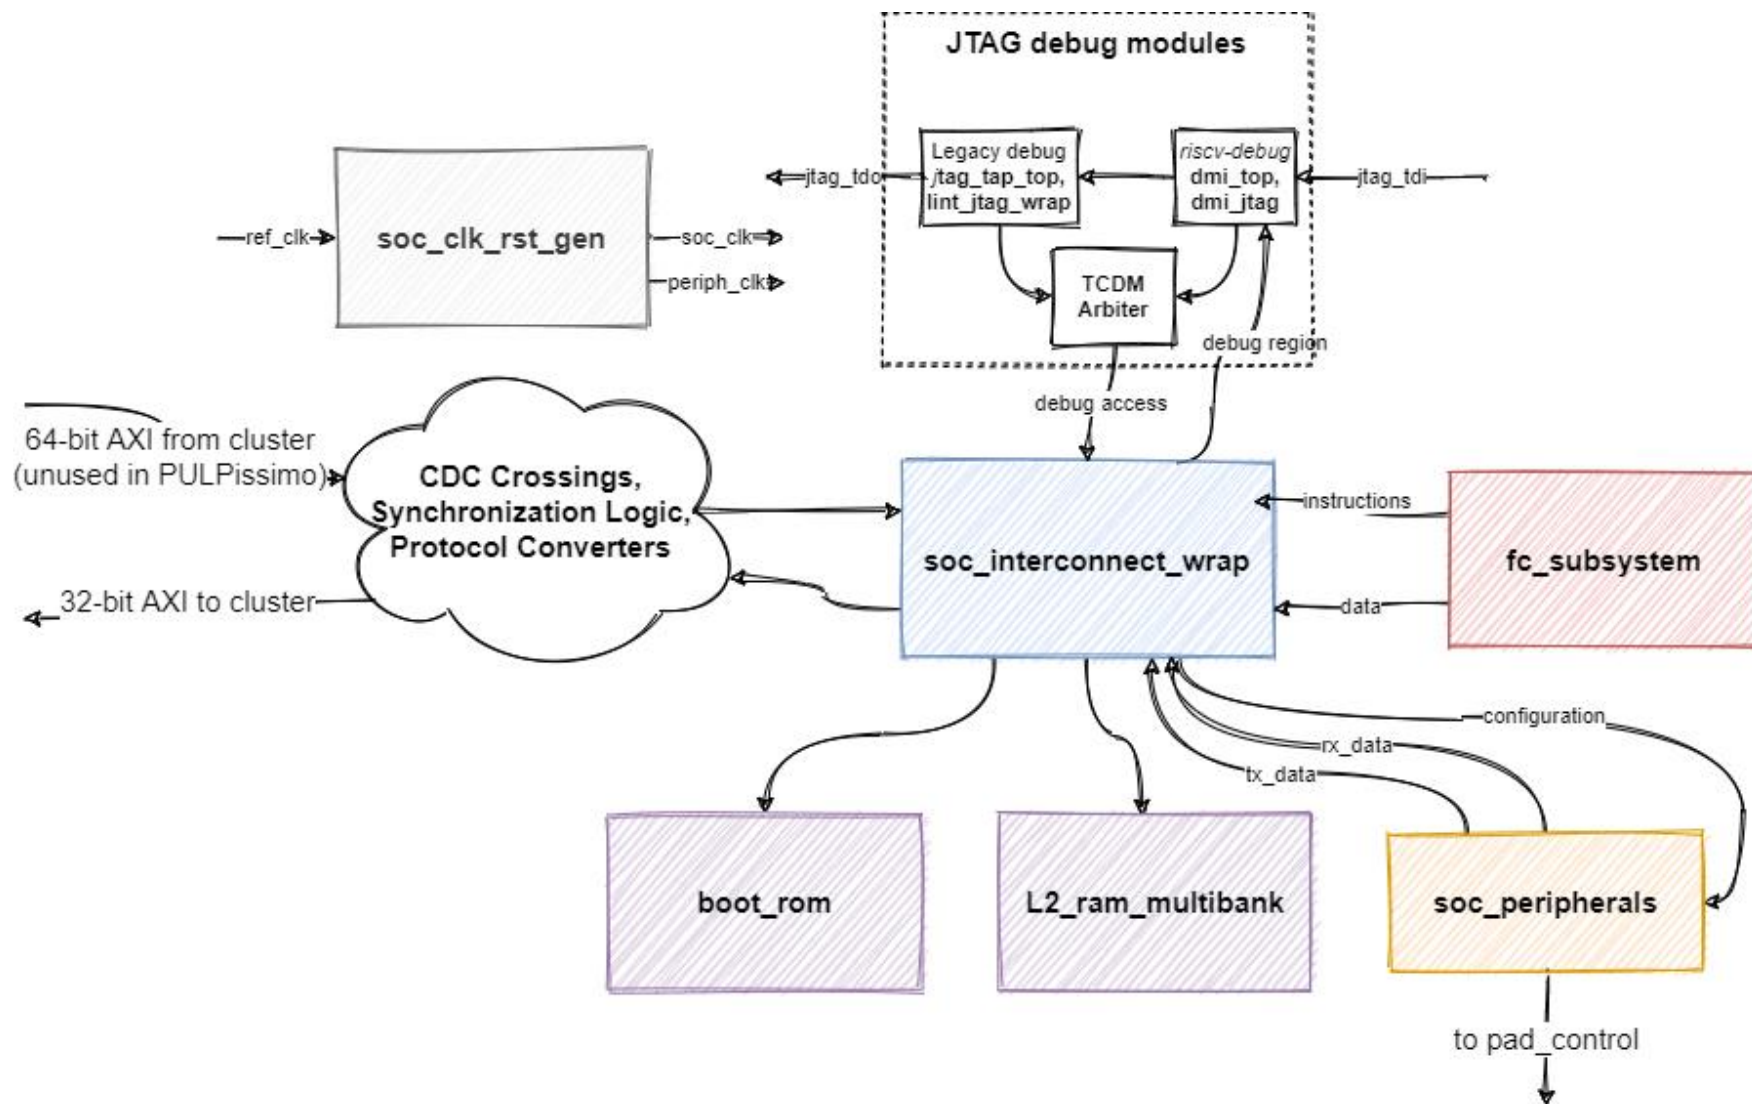 JTAG debug modules
Legacy debug
jtag_tap_top,
lint_jtag_wrap
riscv-debug
dmi_top,
dmi_jtag
jtag_tdo
jtag_tdi
ref_clk
soc_clk_rst_gen
soc_clk
periph_clk
TCDM
Arbiter
debug region
debug access
64-bit AXI from cluster
(unused in PULPissimo)
CDC Crossings,
Synchronization Logic,
Protocol Converters
32-bit AXI to cluster
soc_interconnect_wrap
instructions
data
fc_subsystem
configuration
rx_data
tx_data
boot_rom
L2_ram_multibank
soc_peripherals
to pad_control